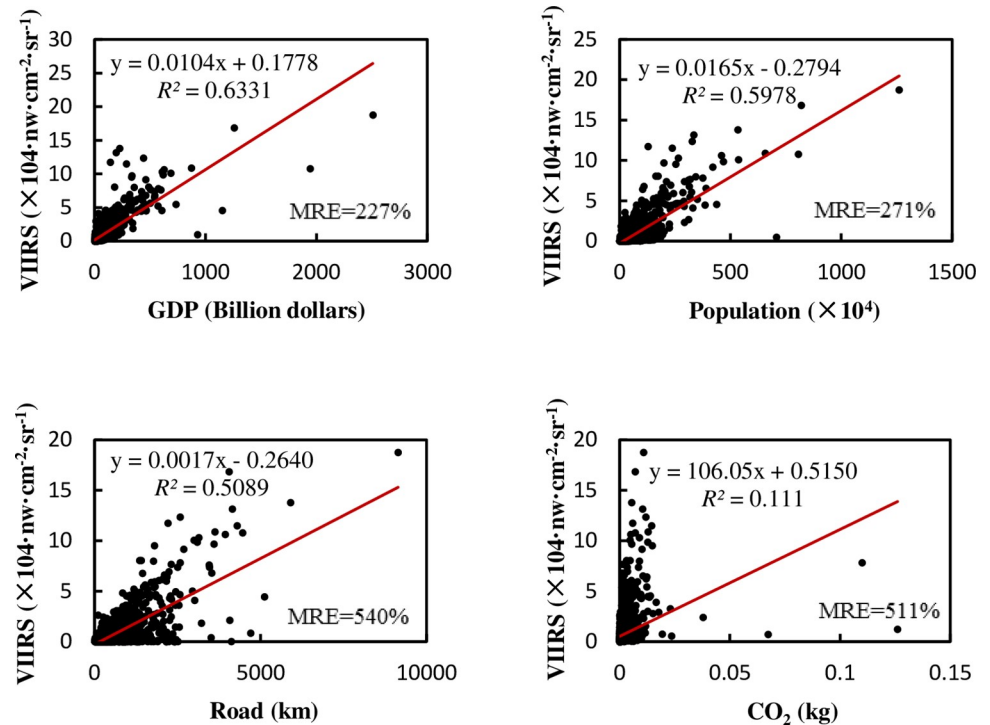 VIIRS (×104·nw·cm⁻²·sr⁻¹)
30
25
20
15
10
5
0
y = 0.0104x + 0.1778
R² = 0.6331
MRE=227%
0 1000 2000 3000
GDP (Billion dollars)
VIIRS (×104·nw·cm⁻²·sr⁻¹)
25
20
15
10
5
0
y = 0.0165x - 0.2794
R² = 0.5978
MRE=271%
0 500 1000 1500
Population (×10⁴)
VIIRS (×104·nw·cm⁻²·sr⁻¹)
20
15
10
5
0
y = 0.0017x - 0.2640
R² = 0.5089
MRE=540%
0 5000 10000
Road (km)
VIIRS (×104·nw·cm⁻²·sr⁻¹)
20
15
10
5
0
y = 106.05x + 0.5150
R² = 0.111
MRE=511%
0 0.05 0.1 0.15
CO₂ (kg)